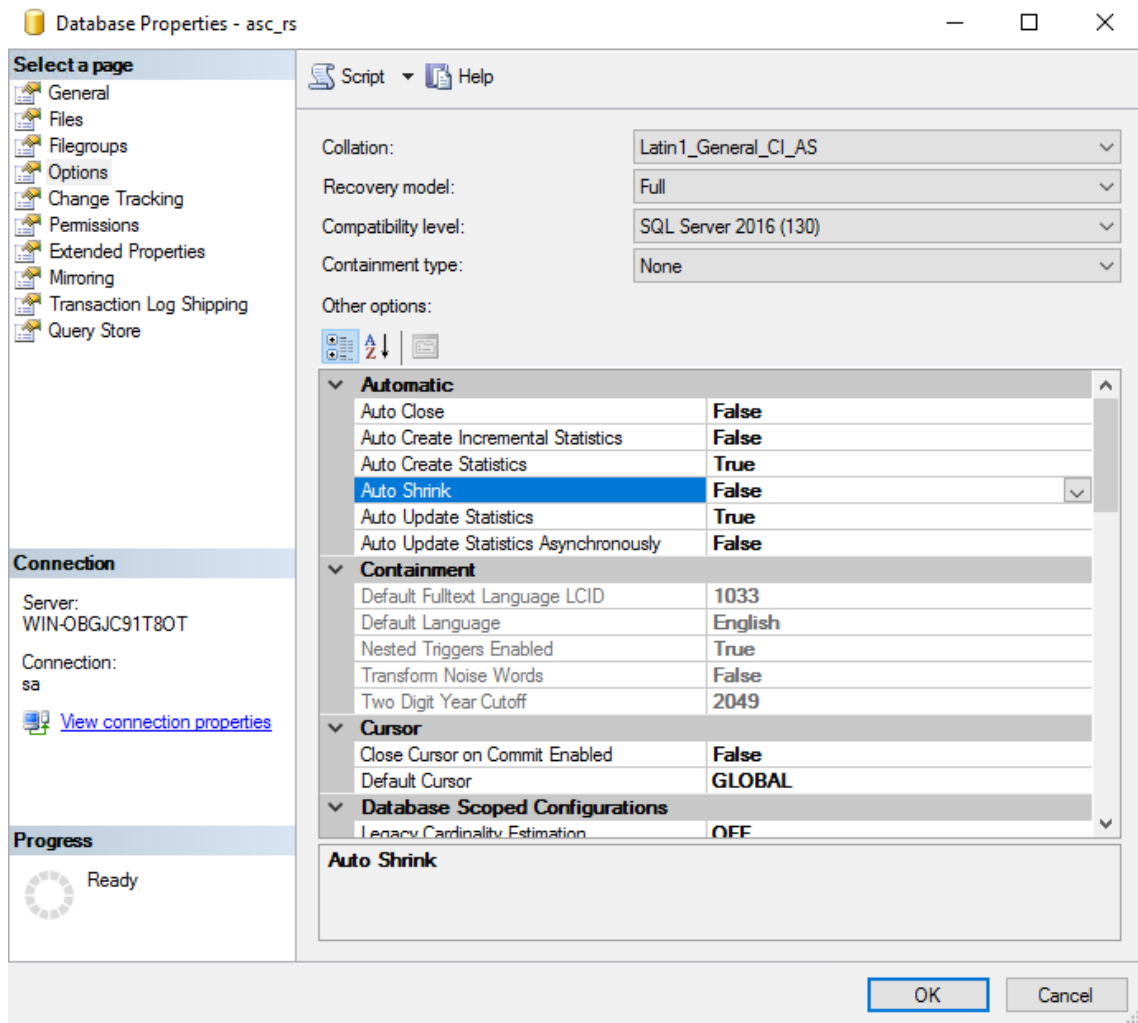 Database Properties - asc_rs
Select a page
General
Files
Filegroups
Options
Change Tracking
Permissions
Extended Properties
Mirroring
Transaction Log Shipping
Query Store
Connection
Server:
WIN-OBGJC91T8OT
Connection:
sa
View connection properties
Progress
Ready
Script Help
Collation: Latin1_General_CI_AS
Recovery model: Full
Compatibility level: SQL Server 2016 (130)
Containment type: None
Other options:
Automatic
Auto Close False
Auto Create Incremental Statistics False
Auto Create Statistics True
Auto Shrink False
Auto Update Statistics True
Auto Update Statistics Asynchronously False
Containment
Default Fulltext Language LCID 1033
Default Language English
Nested Triggers Enabled True
Transform Noise Words False
Two Digit Year Cutoff 2049
Cursor
Close Cursor on Commit Enabled False
Default Cursor GLOBAL
Database Scoped Configurations
Legacy Cardinality Estimation OFF
Auto Shrink
OK Cancel